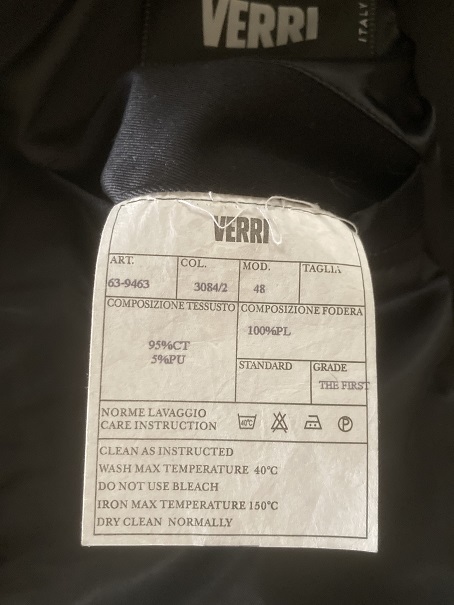 VERRI
ITALY
VERRI
ART. COL. MOD. TAGLIA
63-9463 3084/2 48
COMPOSIZIONE TESSUSTO COMPOSIZIONE FODERA
100%PL
95%CT
5%PU
STANDARD GRADE
THE FIRST
NORME LAVAGGIO
CARE INSTRUCTION 40°C P
CLEAN AS INSTRUCTED
WASH MAX TEMPERATURE 40°C
DO NOT USE BLEACH
IRON MAX TEMPERATURE 150°C
DRY CLEAN NORMALLY